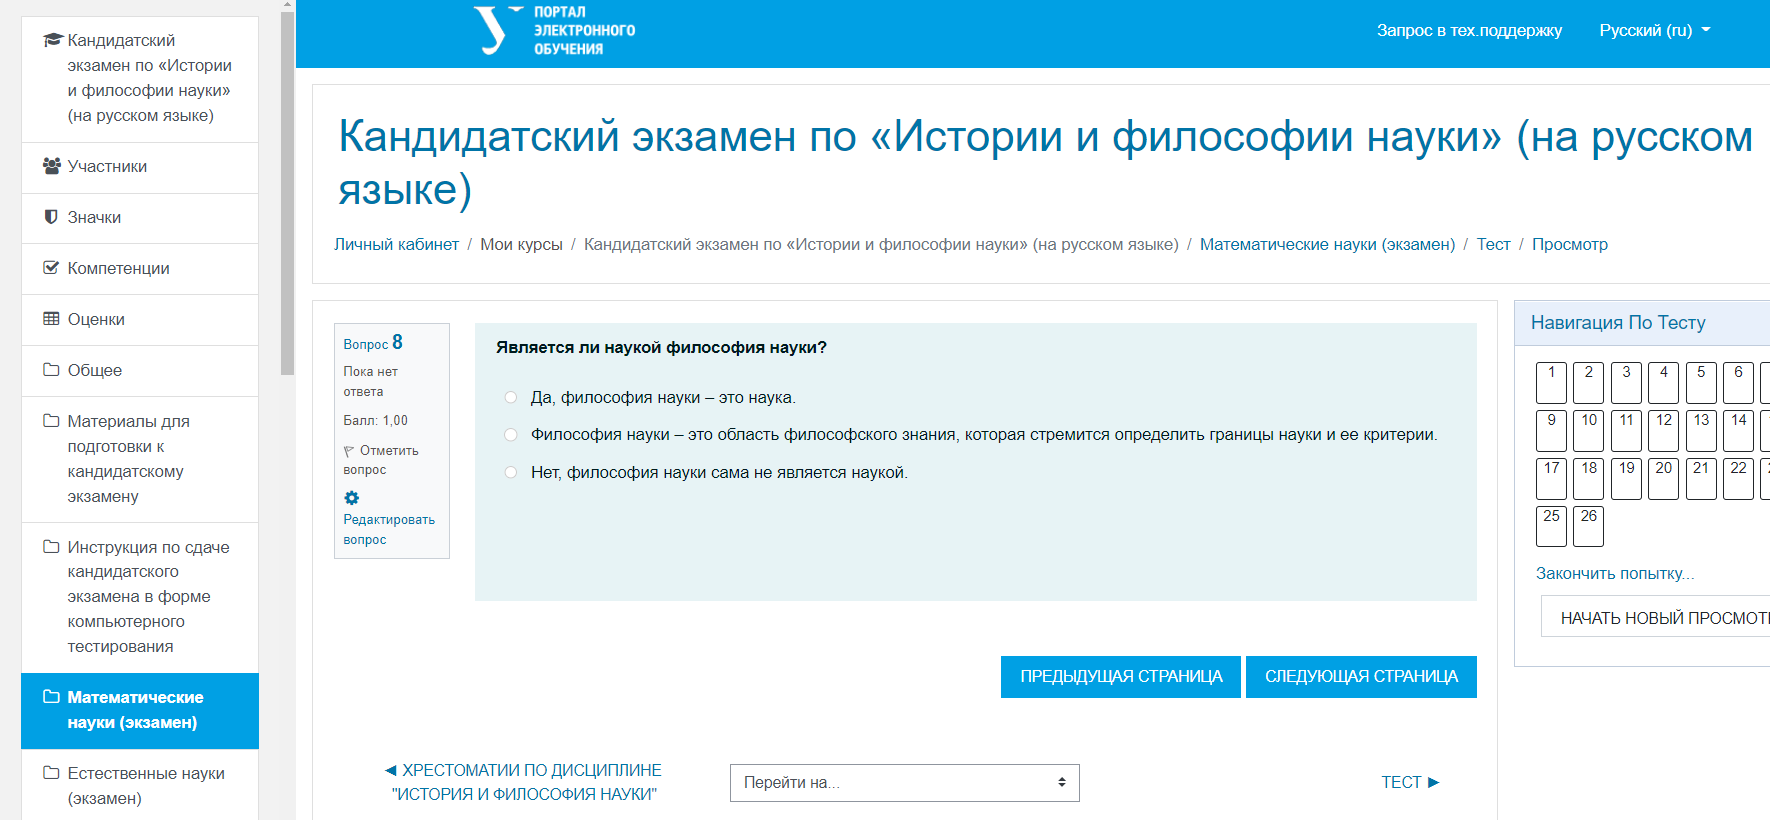 Кандидатский
экзамен по «Истории
и философии науки»
(на русском языке)
Участники
Значки
Компетенции
Оценки
Общее
Материалы для
подготовки к
кандидатскому
экзамену
Инструкция по сдаче
кандидатского
экзамена в форме
компьютерного
тестирования
Математические
науки (экзамен)
Естественные науки
(экзамен)
ПОРТАЛ
ЭЛЕКТРОННОГО
ОБУЧЕНИЯ
Запрос в тех.поддержку
Русский (ru)
Кандидатский экзамен по «Истории и философии науки» (на русском
языке)
Личный кабинет / Мои курсы / Кандидатский экзамен по «Истории и философии науки» (на русском языке) / Математические науки (экзамен) / Тест / Просмотр
Вопрос 8
Пока нет
ответа
Балл: 1,00
Отметить
вопрос
Редактировать
вопрос
Является ли наукой философия науки?
Да, философия науки – это наука.
Философия науки – это область философского знания, которая стремится определить границы науки и ее критерии.
Нет, философия науки сама не является наукой.
ПРЕДЫДУЩАЯ СТРАНИЦА
СЛЕДУЮЩАЯ СТРАНИЦА
◄ ХРЕСТОМАТИИ ПО ДИСЦИПЛИНЕ
"ИСТОРИЯ И ФИЛОСОФИЯ НАУКИ"
Перейти на...
ТЕСТ ►
Навигация По Тесту
1 2 3 4 5 6
9 10 11 12 13 14
17 18 19 20 21 22
25 26
Закончить попытку...
НАЧАТЬ НОВЫЙ